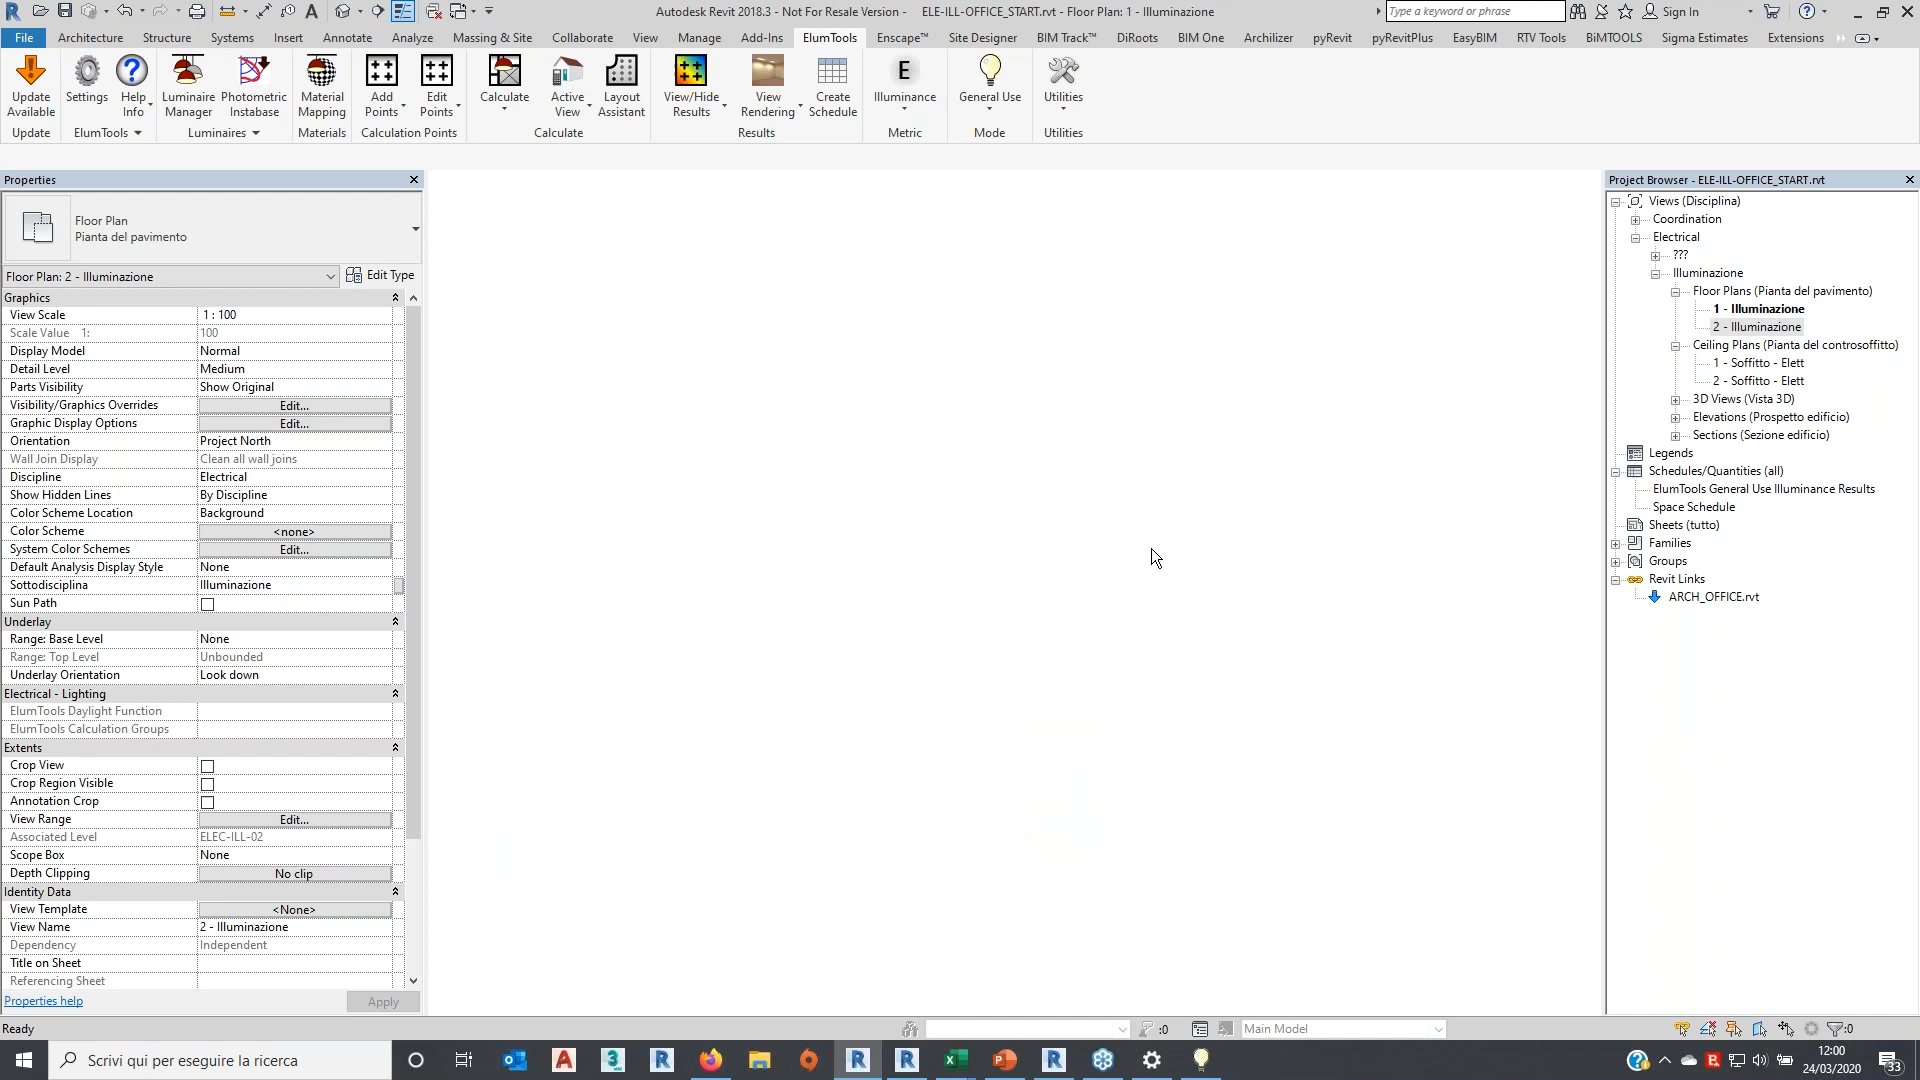 Autodesk Revit 2018.3 - Not For Resale Version - ELE-ILL-OFFICE_START.rvt - Floor Plan: 1 - Illuminazione
Type a keyword or phrase
Sign In
File Architecture Structure Systems Insert Annotate Analyze Massing & Site Collaborate View Manage Add-Ins ElumTools Enscape™ Site Designer BIM Track™ DiRoots BIM One Archilizer pyRevit pyRevitPlus EasyBIM RTV Tools BiMTOOLS Sigma Estimates Extensions
Update Available
Settings
Help Info
Luminaire Manager
Photometric Instabase
Material Mapping
Add Points
Edit Points
Calculate
Active View
Layout Assistant
View/Hide Results
View Rendering
Create Schedule
E
Illuminance
General Use
Utilities
Update ElumTools Luminaires Materials Calculation Points Calculate Results Metric Mode Utilities
Properties
Floor Plan
Pianta del pavimento
Floor Plan: 2 - Illuminazione Edit Type
Graphics
View Scale 1 : 100
Scale Value 1: 100
Display Model Normal
Detail Level Medium
Parts Visibility Show Original
Visibility/Graphics Overrides Edit...
Graphic Display Options Edit...
Orientation Project North
Wall Join Display Clean all wall joins
Discipline Electrical
Show Hidden Lines By Discipline
Color Scheme Location Background
Color Scheme <none>
System Color Schemes Edit...
Default Analysis Display Style None
Sottodisciplina Illuminazione
Sun Path
Underlay
Range: Base Level None
Range: Top Level Unbounded
Underlay Orientation Look down
Electrical - Lighting
ElumTools Daylight Function
ElumTools Calculation Groups
Extents
Crop View
Crop Region Visible
Annotation Crop
View Range Edit...
Associated Level ELEC-ILL-02
Scope Box None
Depth Clipping No clip
Identity Data
View Template <None>
View Name 2 - Illuminazione
Dependency Independent
Title on Sheet
Referencing Sheet
Properties help Apply
Project Browser - ELE-ILL-OFFICE_START.rvt
Views (Disciplina)
Coordination
Electrical
???
Illuminazione
Floor Plans (Pianta del pavimento)
1 - Illuminazione
2 - Illuminazione
Ceiling Plans (Pianta del controsoffitto)
1 - Soffitto - Elett
2 - Soffitto - Elett
3D Views (Vista 3D)
Elevations (Prospetto edificio)
Sections (Sezione edificio)
Legends
Schedules/Quantities (all)
ElumTools General Use Illuminance Results
Space Schedule
Sheets (tutto)
Families
Groups
Revit Links
ARCH_OFFICE.rvt
Ready
:0
Main Model
:0
Scrivi qui per eseguire la ricerca
12:00
24/03/2020
33